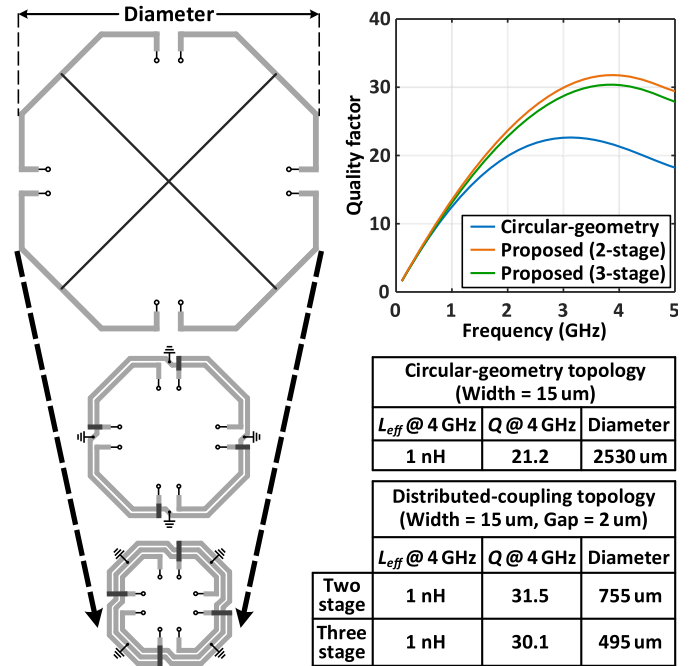 Diameter
Quality factor
40
30
20
10
0
Circular-geometry
Proposed (2-stage)
Proposed (3-stage)
0 1 2 3 4 5
Frequency (GHz)
Circular-geometry topology
(Width = 15 um)
Leff @ 4 GHz Q @ 4 GHz Diameter
1 nH 21.2 2530 um
Distributed-coupling topology
(Width = 15 um, Gap = 2 um)
Leff @ 4 GHz Q @ 4 GHz Diameter
Two
stage
1 nH 31.5 755 um
Three
stage
1 nH 30.1 495 um